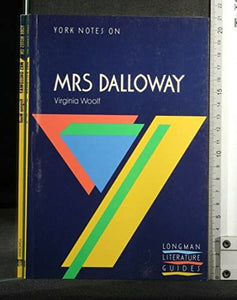 YORK NOTES ON
MRS DALLOWAY
Virginia Woolf
LONGMAN
LITERATURE
GUIDES